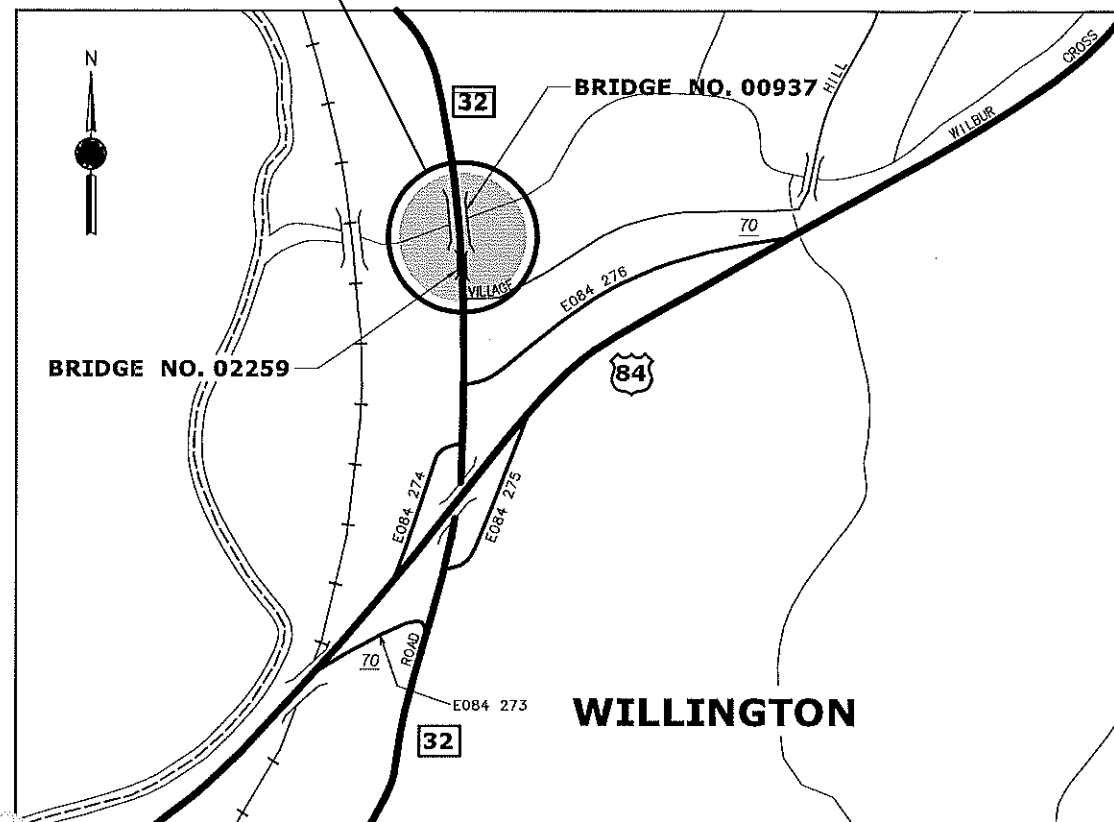 N
32
BRIDGE NO. 00937
HILL
WILBUR
CROSS
VILLAGE
70
E084 276
BRIDGE NO. 02259
84
E084 274
E084 275
70
ROAD
E084 273
WILLINGTON
32